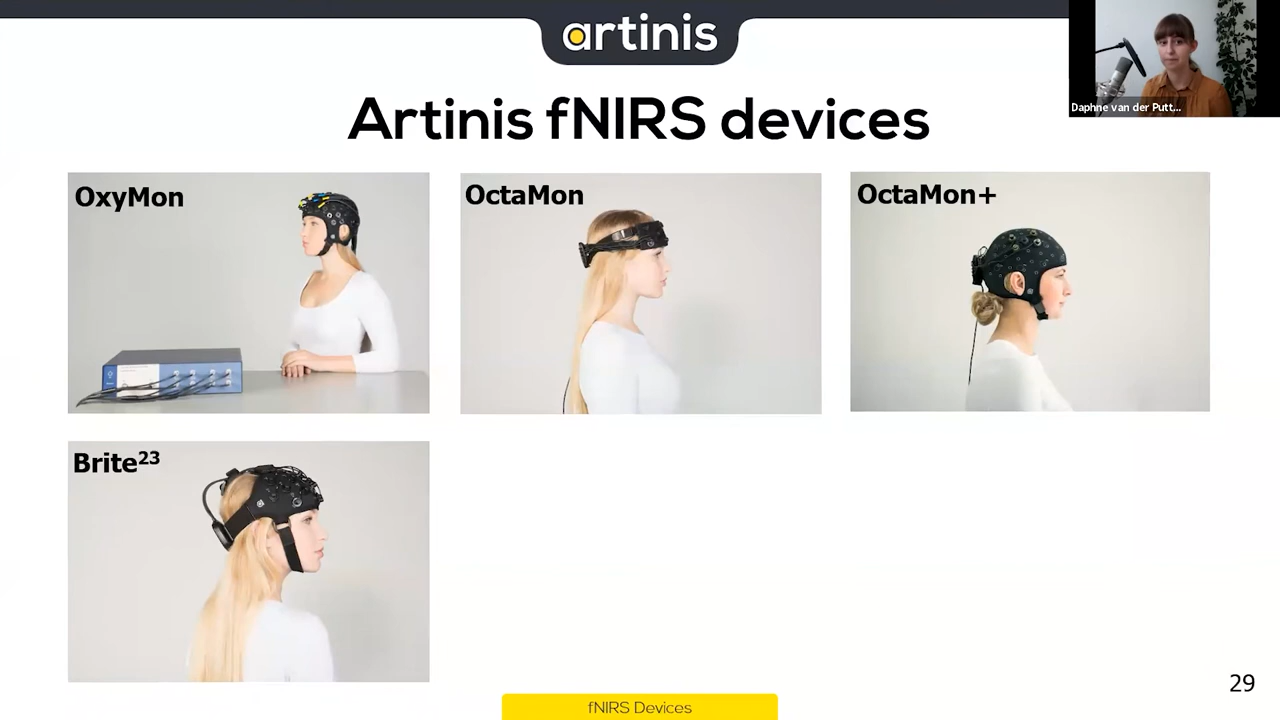 artinis
Daphne van der Putt...
Artinis fNIRS devices
OxyMon
OctaMon
OctaMon+
Brite²³
29
fNIRS Devices